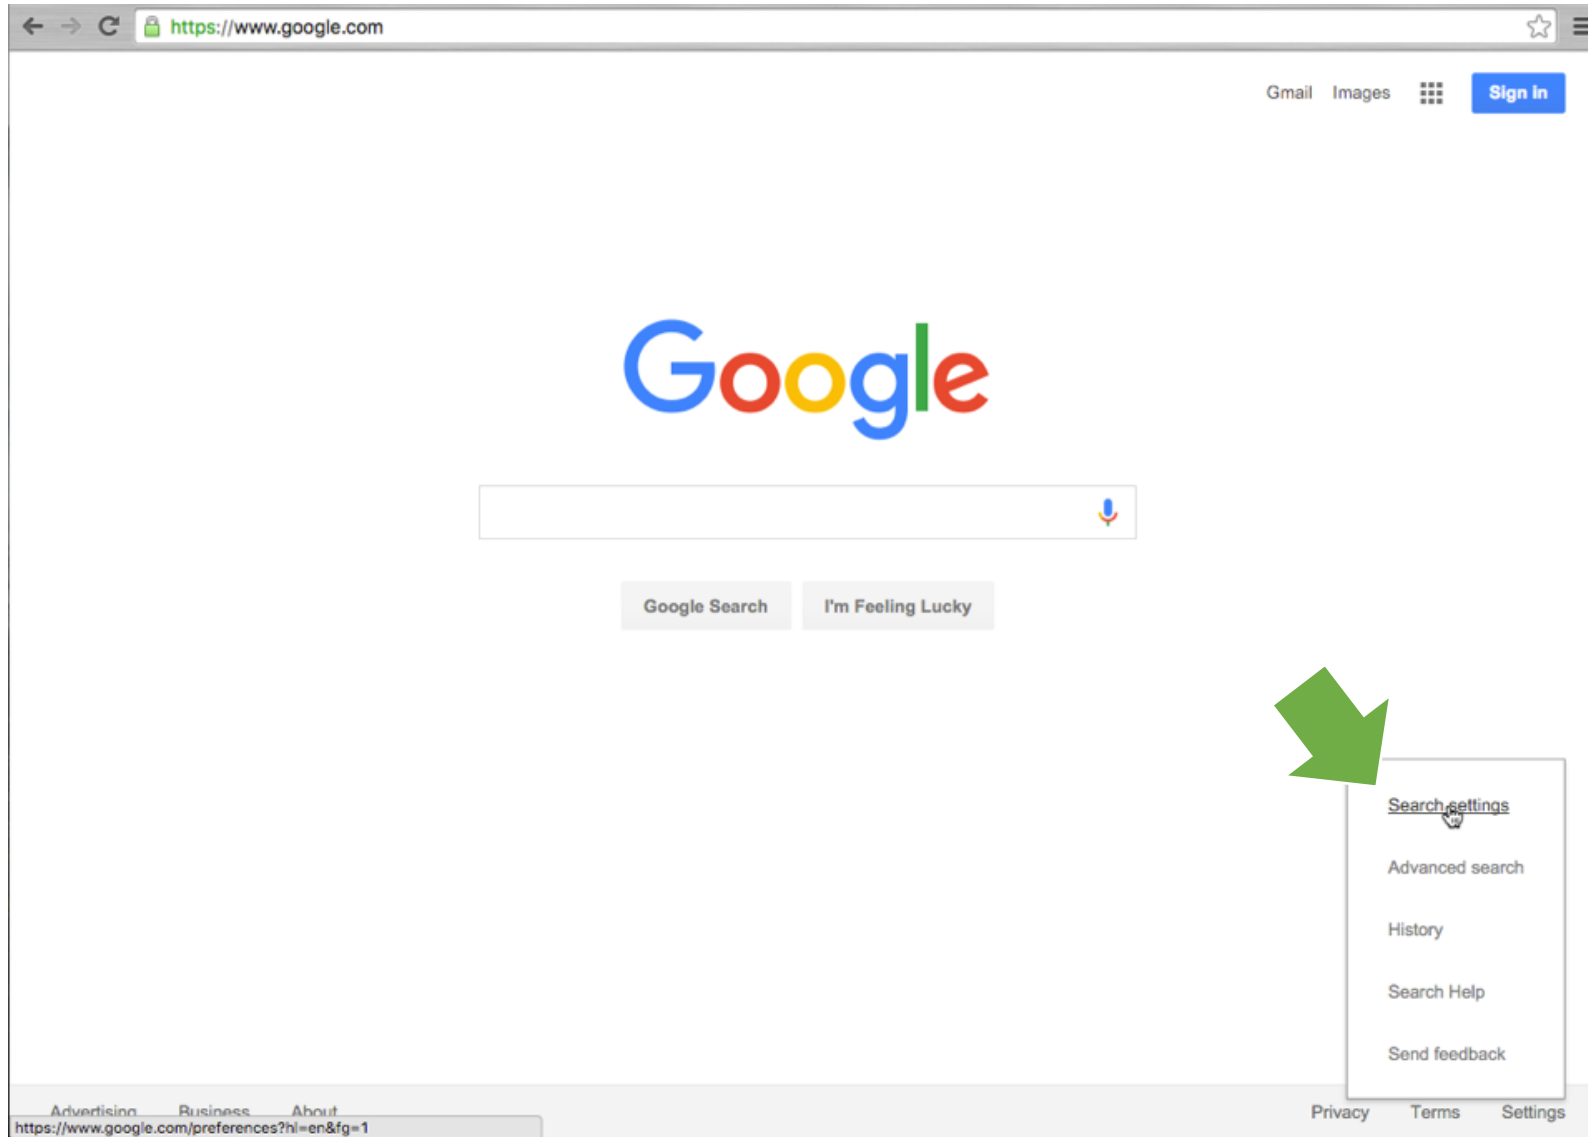 https://www.google.com
Gmail Images Sign in
Google
Google Search I'm Feeling Lucky
Search settings
Advanced search
History
Search Help
Send feedback
Advertising Business About Privacy Terms Settings
https://www.google.com/preferences?hl=en&fg=1